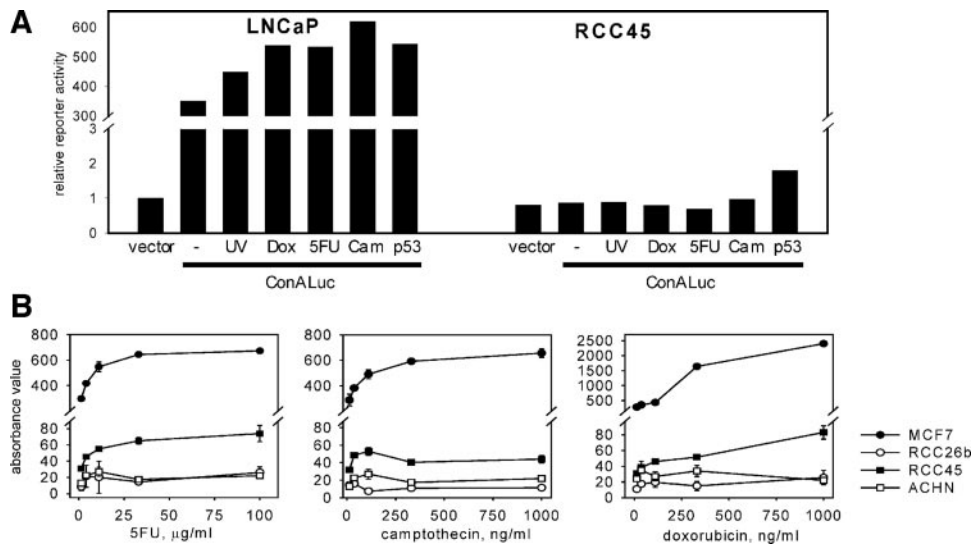 A
LNCaP
RCC45
relative reporter activity
600
500
400
300
3
2
1
0
vector - UV Dox 5FU Cam p53
vector - UV Dox 5FU Cam p53
ConALuc
ConALuc
B
absorbance value
800
600
400
80
60
40
20
0
0 25 50 75 100
5FU, µg/ml
800
600
400
80
60
40
20
0
0 250 500 750 1000
camptothecin, ng/ml
2500
2000
1500
1000
500
80
60
40
20
0
0 250 500 750 1000
doxorubicin, ng/ml
MCF7
RCC26b
RCC45
ACHN